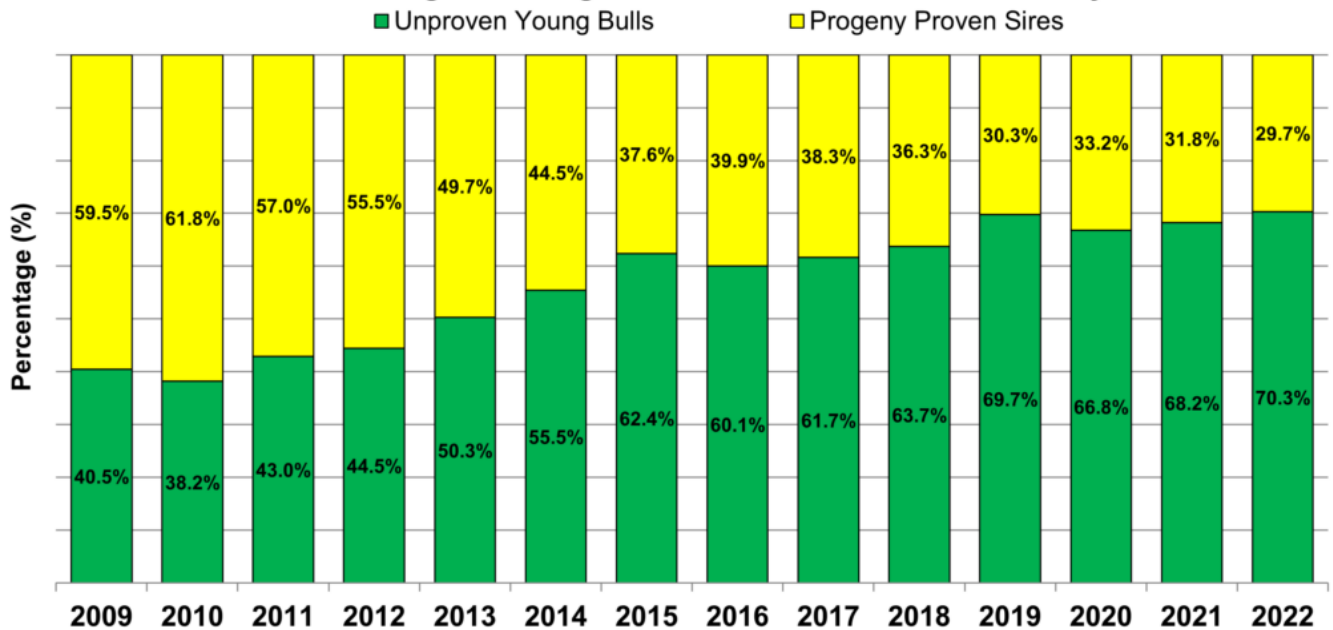 Unproven Young Bulls Progeny Proven Sires
Percentage (%)
59.5% 61.8% 57.0% 55.5% 49.7% 44.5% 37.6% 39.9% 38.3% 36.3% 30.3% 33.2% 31.8% 29.7%
40.5% 38.2% 43.0% 44.5% 50.3% 55.5% 62.4% 60.1% 61.7% 63.7% 69.7% 66.8% 68.2% 70.3%
2009 2010 2011 2012 2013 2014 2015 2016 2017 2018 2019 2020 2021 2022